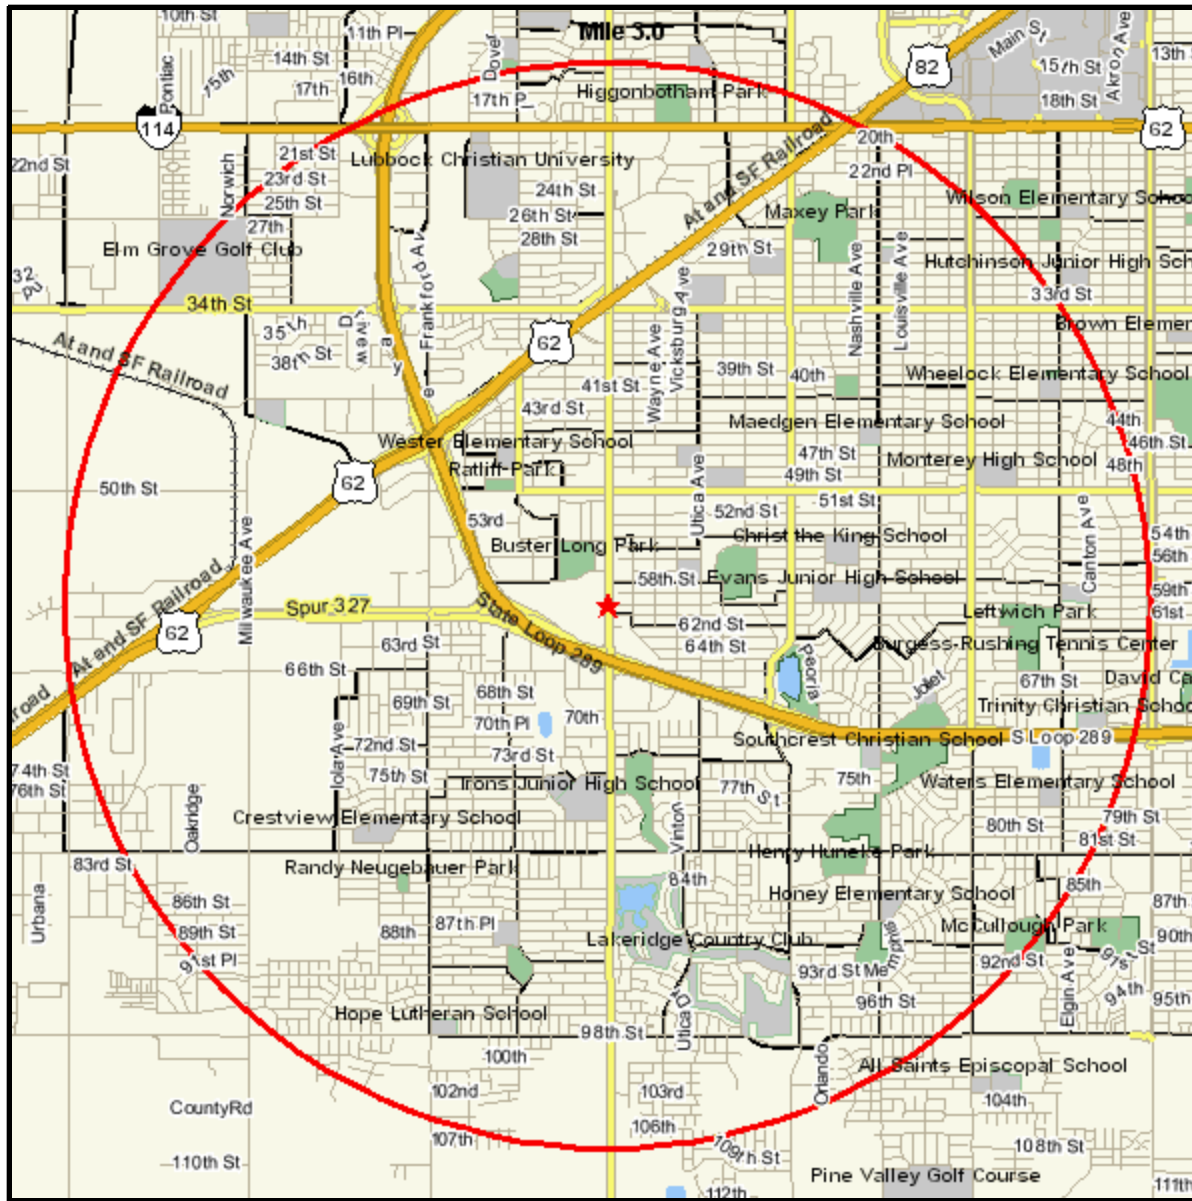 10th St
11th Pl
Mile 3.0
Main St
Akron Ave
13th
Dover
14th St
Pontiac
15th
16th
17th
82
15th St
17th Pl
Higgonbotham Park
18th St
114
62
20th
22nd St
21st St
Lubbock Christian University
At and SF Railroad
22nd Pl
23rd St
24th St
Norwich
25th St
26th St
Maxey Park
Wilson Elementary School
27th
28th St
29th St
Elm Grove Golf Club
Frankford Ave
Nashville Ave
Louisville Ave
Hutchinson Junior High Sch
32
34th St
Vicksburg Ave
33rd St
35th
Wayne Ave
Brown Elemen
At and SF Railroad
38th St
62
41st St
39th St
40th
Wheelock Elementary School
43rd St
Maedgen Elementary School
44th
Wester Elementary School
46th St
Ratliff Park
47th St
Monterey High School
48th
62
49th St
50th St
Utica Ave
51st St
53rd
52nd St
Canton Ave
Milwaukee Ave
Buster Long Park
Christ the King School
54th
56th
At and SF Railroad
58th St
Evans Junior High School
59th
Spur 327
State Loop 289
Leftwich Park
61st
62
62nd St
63rd St
64th St
Burgess-Rushing Tennis Center
66th St
Peoria
railroad
68th St
Joliet
67th St
David Ca
69th St
70th Pl
70th
Trinity Christian Schoo
Iola Ave
72nd St
73rd St
Southcrest Christian School
S Loop 289
74th St
75th St
Irons Junior High School
77th St
75th
Waters Elementary School
76th St
Oakridge
Crestview Elementary School
Vinton
80th St
79th St
81st St
83rd St
Randy Neugebauer Park
Henry Huneke Park
84th
85th
Urbana
86th St
Honey Elementary School
87th
88th
87th Pl
McCullough Park
89th St
Lakeridge Country Club
Memphis
90th
91st Pl
93rd St
92nd St
91st St
Elgin Ave
94th
95th
96th St
Hope Lutheran School
Utica Dr
98th St
100th
Orlando
All Saints Episcopal School
102nd
103rd
104th
CountyRd
106th
107th
109th St
108th St
110th St
Pine Valley Golf Course
111th
112th